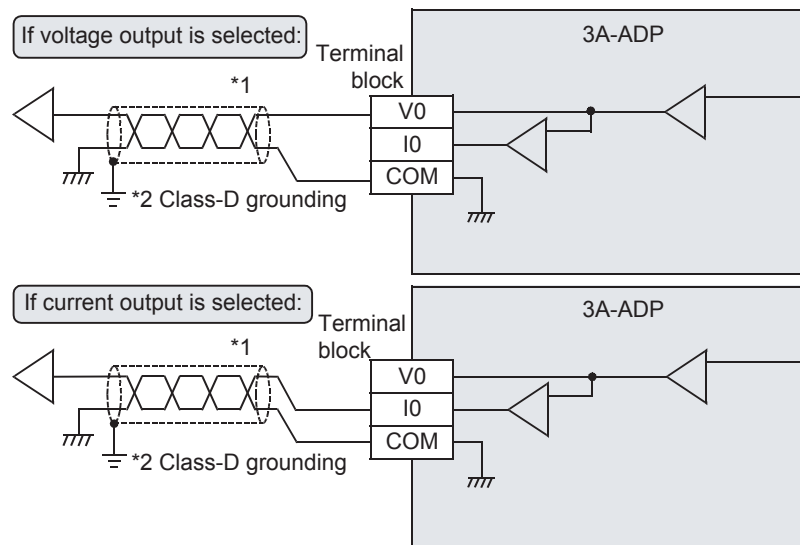 If voltage output is selected:
Terminal
block
3A-ADP
*1
V0
I0
COM
*2 Class-D grounding
If current output is selected:
Terminal
block
3A-ADP
*1
V0
I0
COM
*2 Class-D grounding